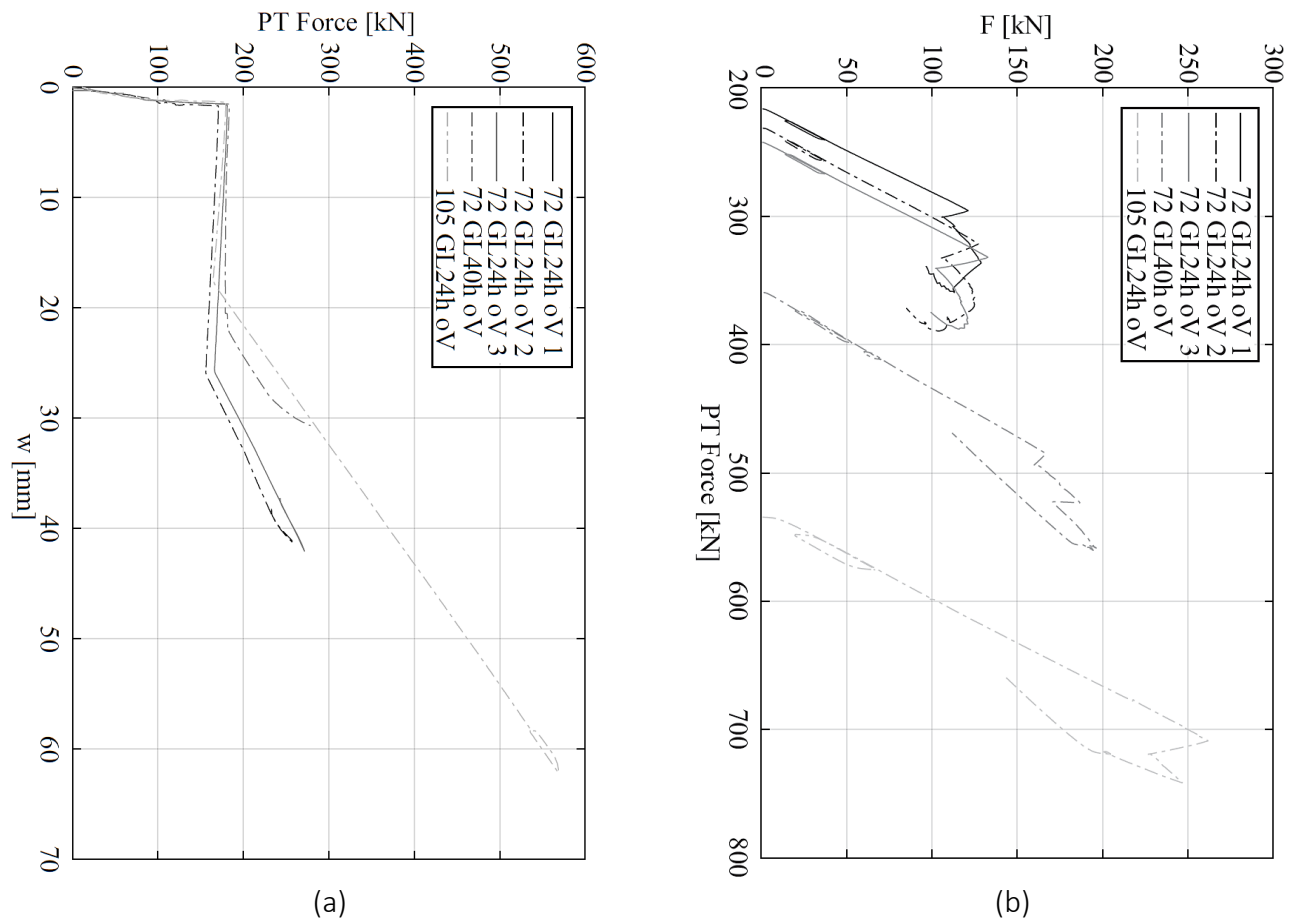 PT Force [kN]
0
100
200
300
400
500
600
0
10
20
30
40
50
60
70
w [mm]
72 GL24h oV 1
72 GL24h oV 2
72 GL24h oV 3
72 GL40h oV
105 GL24h oV
(a)
F [kN]
0
50
100
150
200
250
300
200
300
400
500
600
700
800
PT Force [kN]
72 GL24h oV 1
72 GL24h oV 2
72 GL24h oV 3
72 GL40h oV
105 GL24h oV
(b)